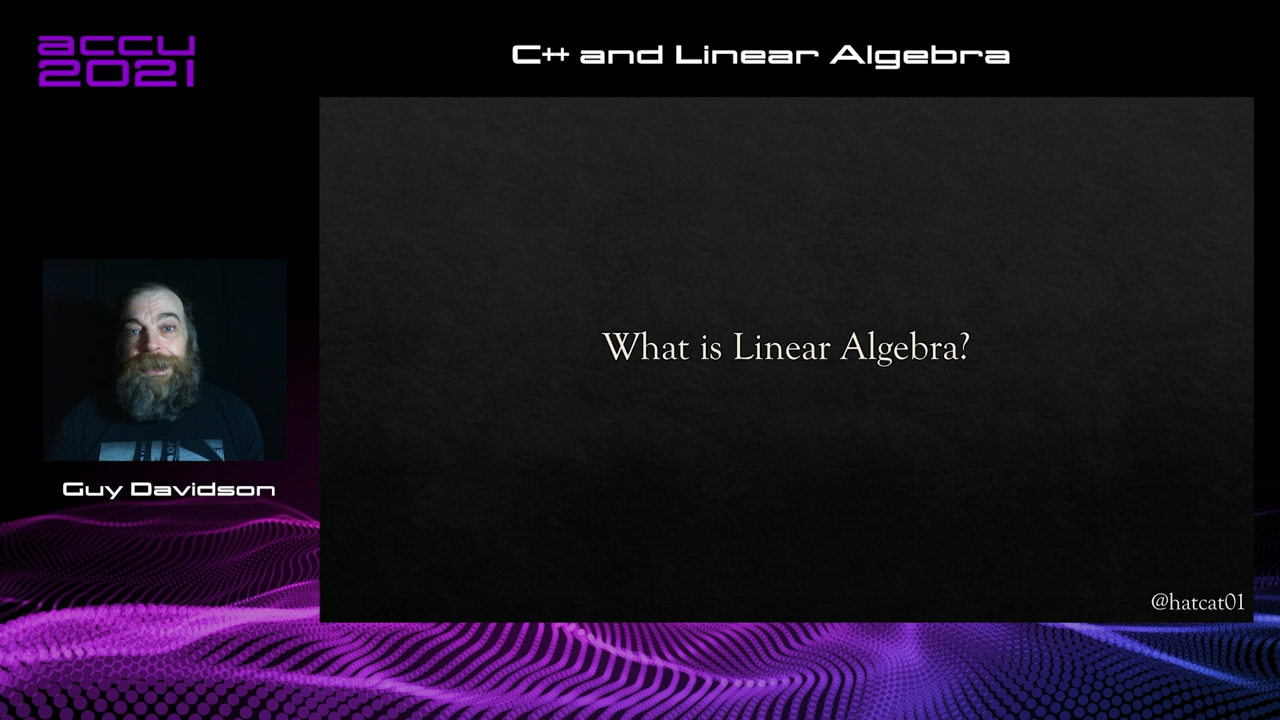 accu
2021
C++ and Linear Algebra
What is Linear Algebra?
Guy Davidson
@hatcat01